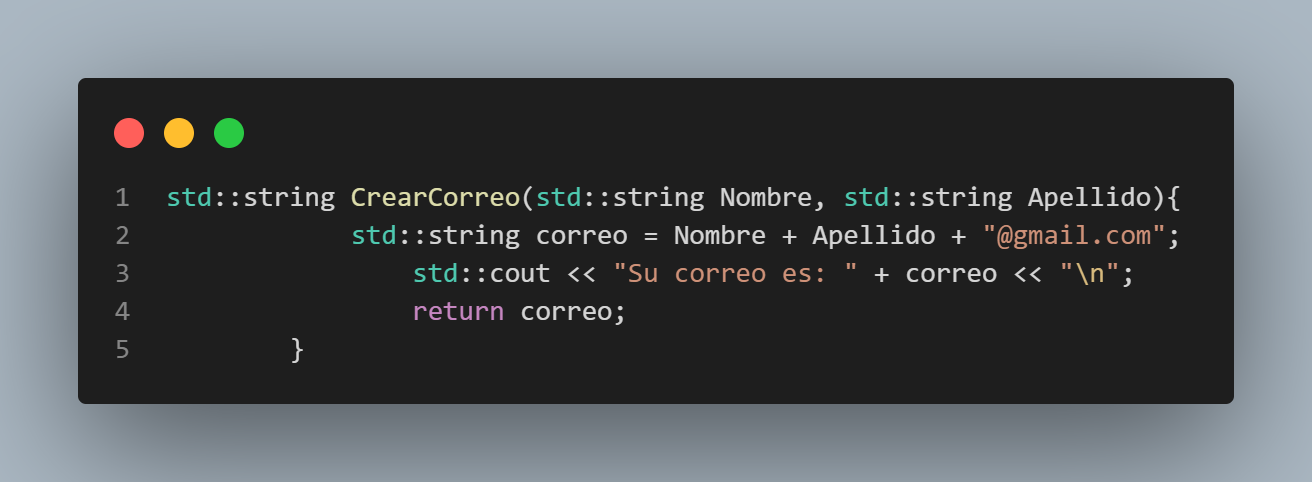 1 std::string CrearCorreo(std::string Nombre, std::string Apellido){
2             std::string correo = Nombre + Apellido + "@gmail.com";
3                 std::cout << "Su correo es: " + correo << "\n";
4                 return correo;
5         }